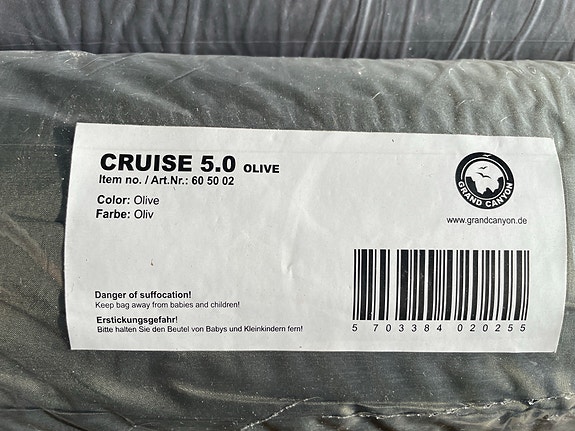 CRUISE 5.0 OLIVE
Item no. / Art.Nr.: 60 50 02
Color: Olive
Farbe: Oliv
GRAND CANYON
www.grandcanyon.de
Danger of suffocation!
Keep bag away from babies and children!
Erstickungsgefahr!
Bitte halten Sie den Beutel von Babys und Kleinkindern fern!
5 703384 020255